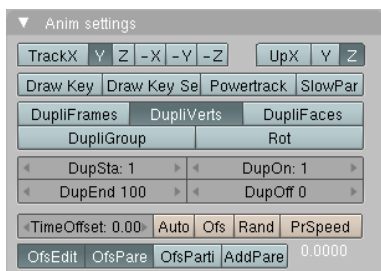 Anim settings
TrackX Y Z -X -Y -Z UpX Y Z
Draw Key Draw Key Se Powertrack SlowPar
DupliFrames DupliVerts DupliFaces
DupliGroup Rot
DupSta: 1 DupOn: 1
DupEnd 100 DupOff 0
TimeOffset: 0.00 Auto Ofs Rand PrSpeed
OfsEdit OfsPare OfsParti AddPare 0.0000